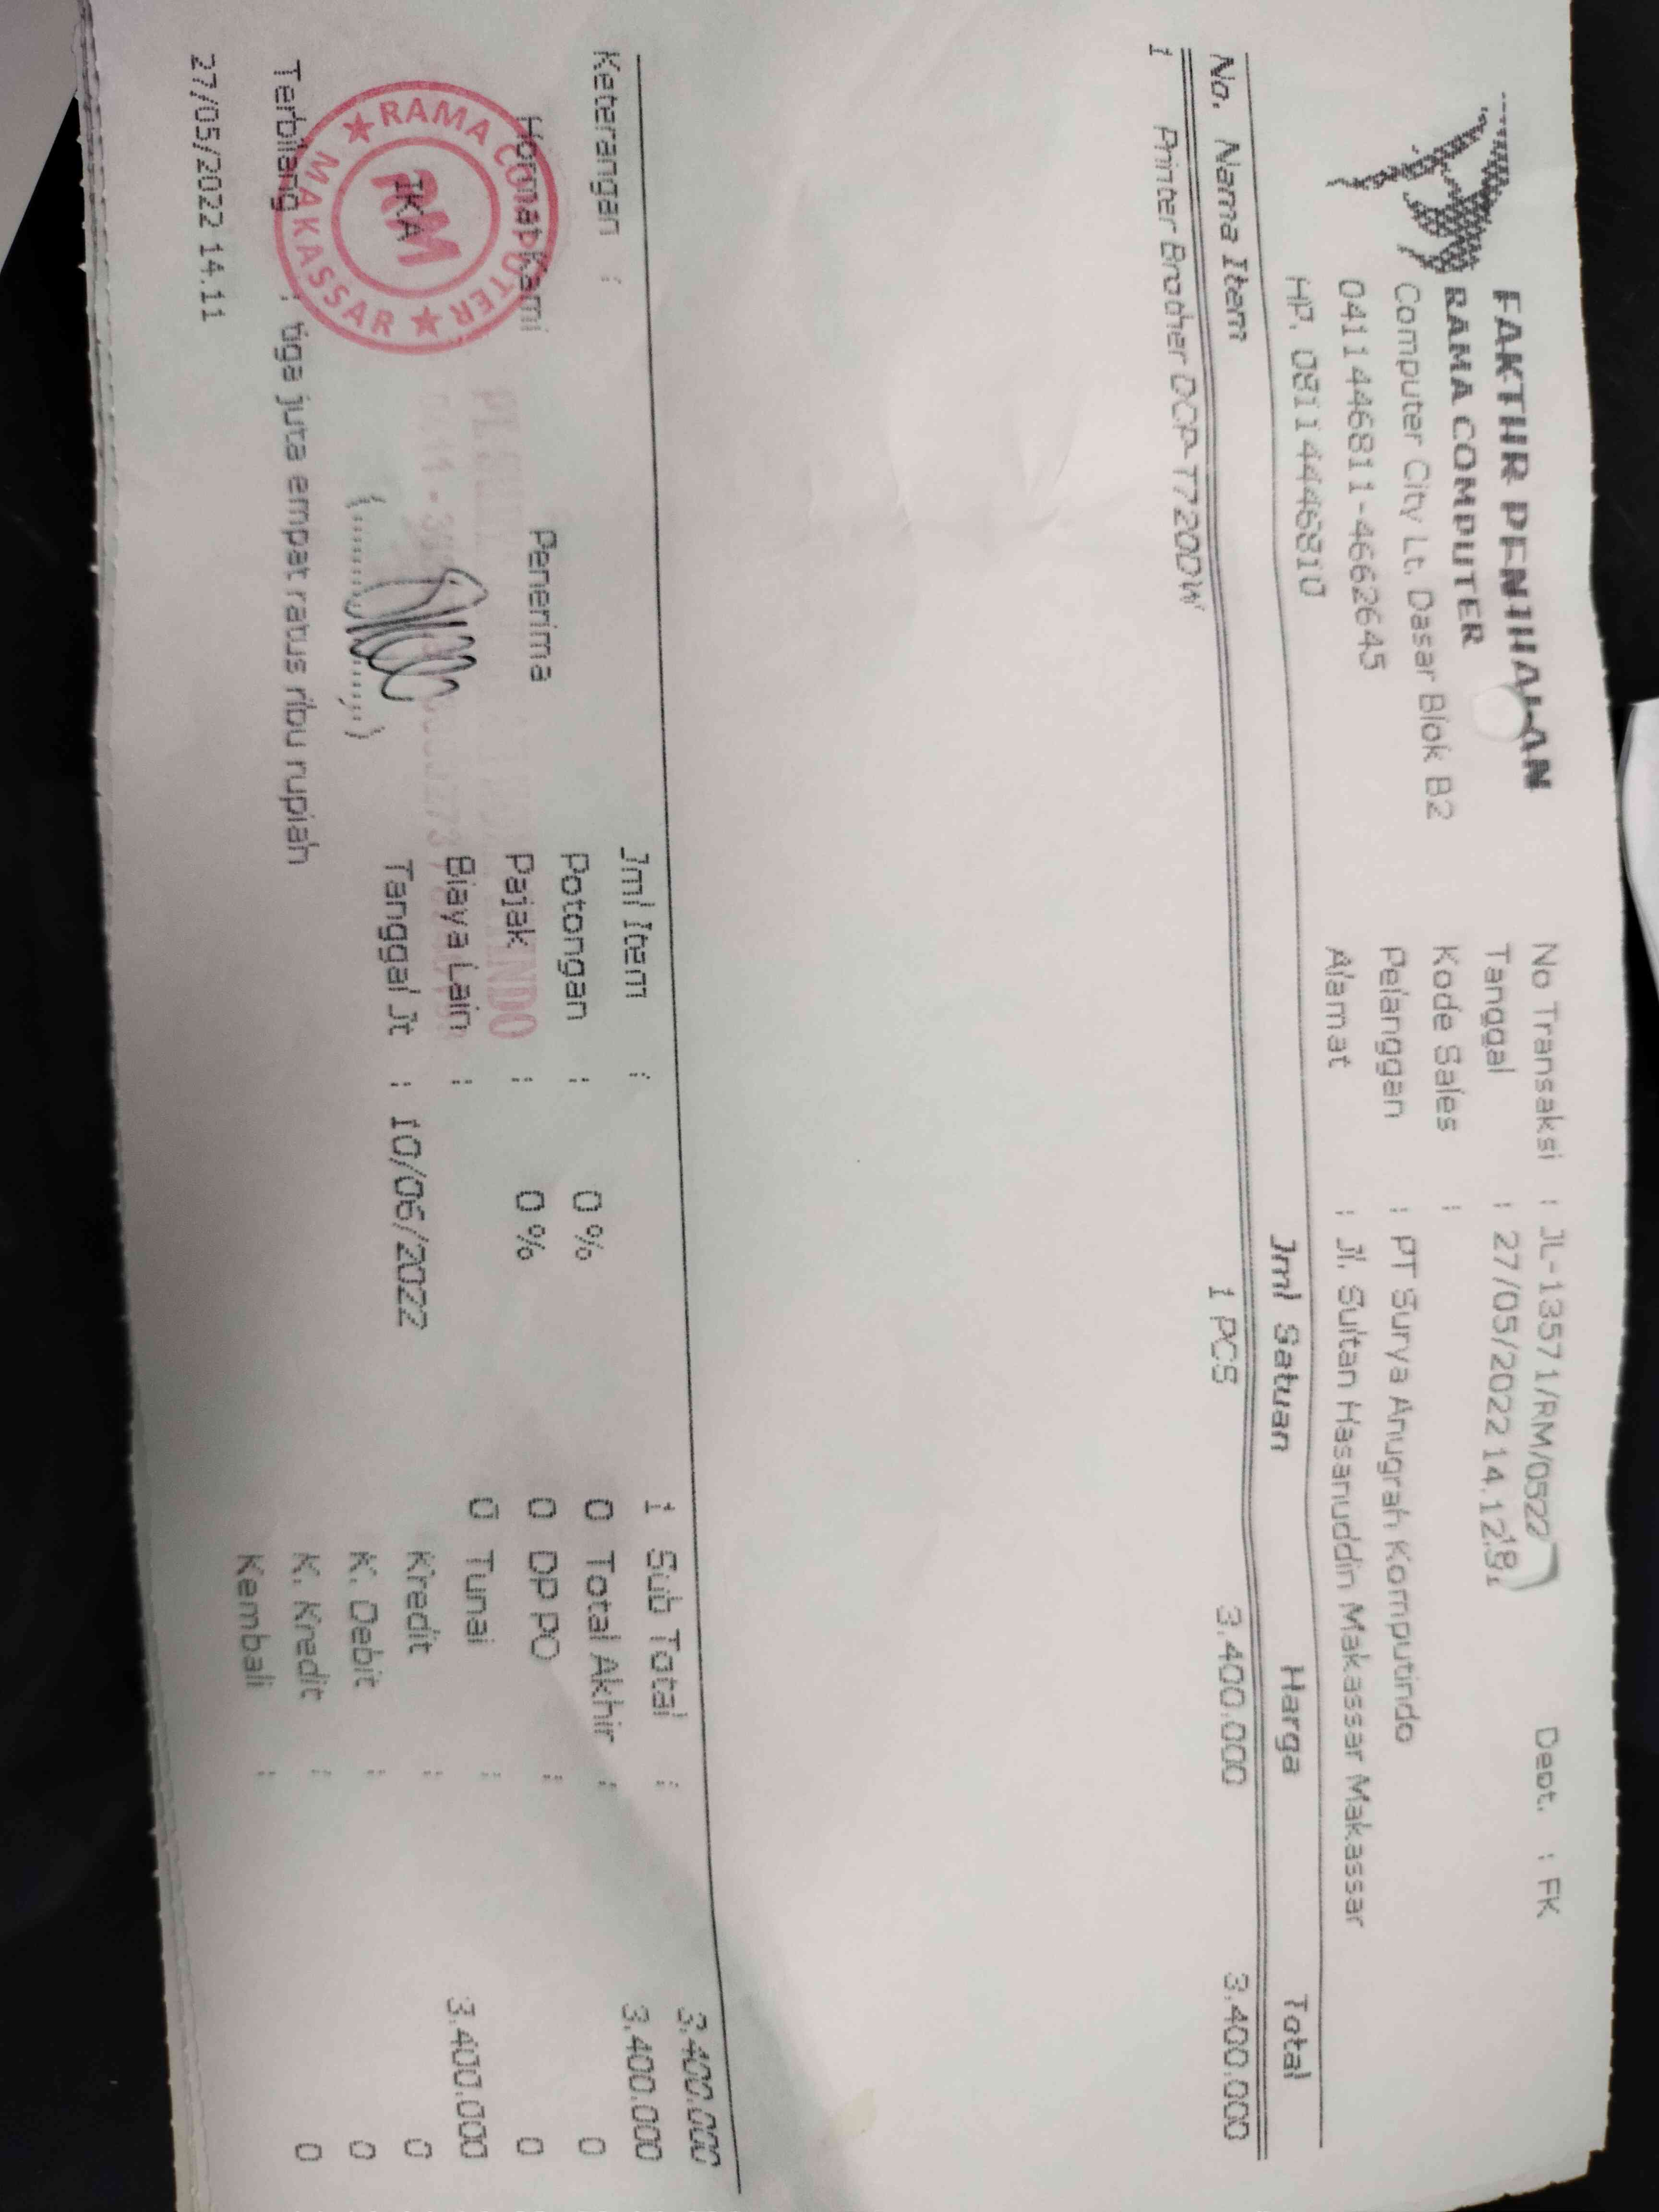 FAKTUR PENJUALAN
RAMA COMPUTER
Computer City Lt. Dasar Blok B2
0411446811-4662645
HP. 08114446810
No Transaksi : JL-13571/RM/0522
Dept. : FK
Tanggal : 27/05/2022 14.12
Kode Sales :
Pelanggan : PT Surya Anugrah Komputindo
Alamat : Jl. Sultan Hasanuddin Makassar Makassar
No. Nama Item Jml Satuan Harga Total
1 Printer Brother DCP-T720DW 1 PCS 3.400.000 3.400.000
Keterangan :
Hormat Kami
IKA
RAMA COMPUTER
RM
MAKASSAR
Penerima
(..............)
Jml Item : 1
Potongan : 0 % 0
Pajak : 0 % 0
Biaya Lain : 0
Tanggal Jt : 10/06/2022
Sub Total : 3.400.000
Total Akhir : 3.400.000
DP PO : 0
Tunai : 0
Kredit : 3.400.000
K. Debit : 0
K. Kredit : 0
Kembali : 0
Terbilang : tiga juta empat ratus ribu rupiah
27/05/2022 14.11